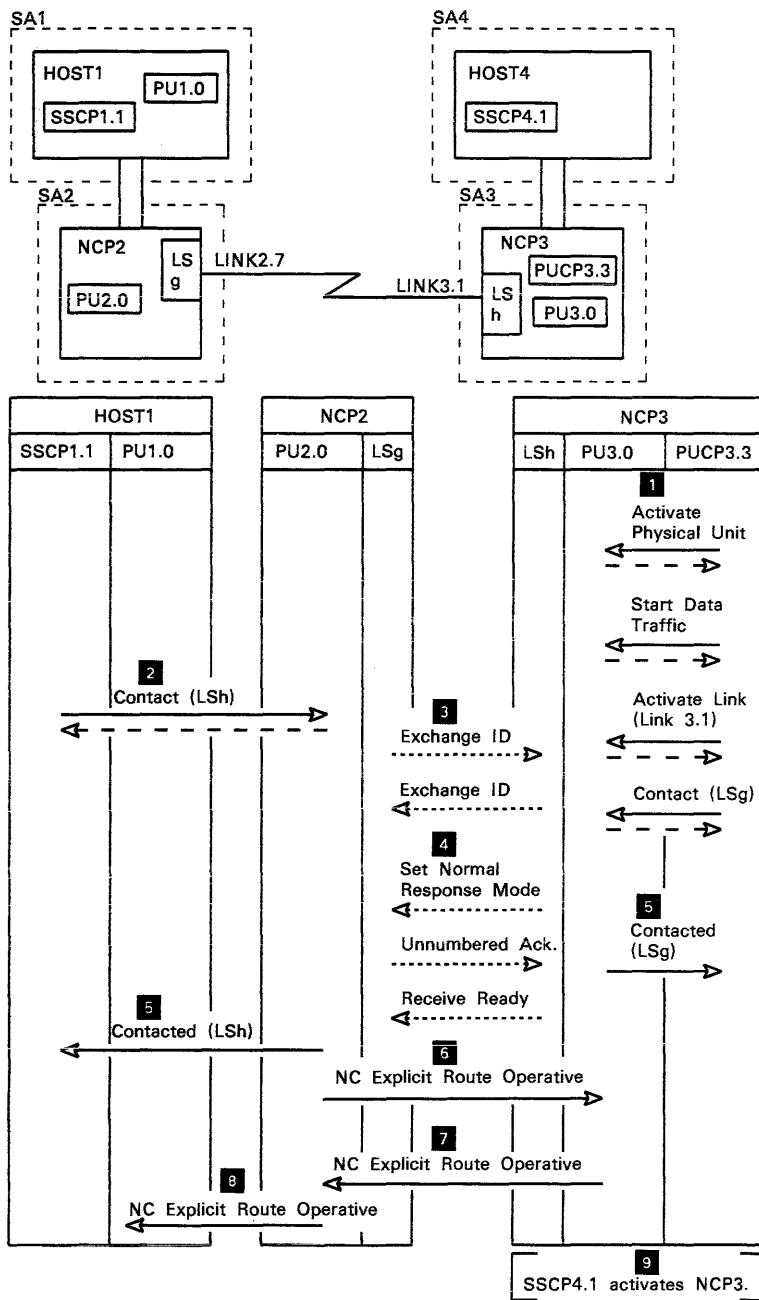 SA1
SA4
HOST1
PU1.0
SSCP1.1
HOST4
SSCP4.1
SA2
SA3
NCP2
LS
g
PU2.0
LINK2.7
LINK3.1
NCP3
PUCP3.3
LS
h
PU3.0
HOST1
NCP2
NCP3
SSCP1.1
PU1.0
PU2.0
LSg
LSh
PU3.0
PUCP3.3
1
Activate
Physical Unit
Start Data
Traffic
2
Contact (LSh)
3
Exchange ID
Activate Link
(Link 3.1)
Exchange ID
Contact (LSg)
4
Set Normal
Response Mode
5
Contacted
(LSg)
Unnumbered Ack.
5
Contacted (LSh)
Receive Ready
6
NC Explicit Route Operative
7
NC Explicit Route Operative
8
NC Explicit Route Operative
9
SSCP4.1 activates NCP3.